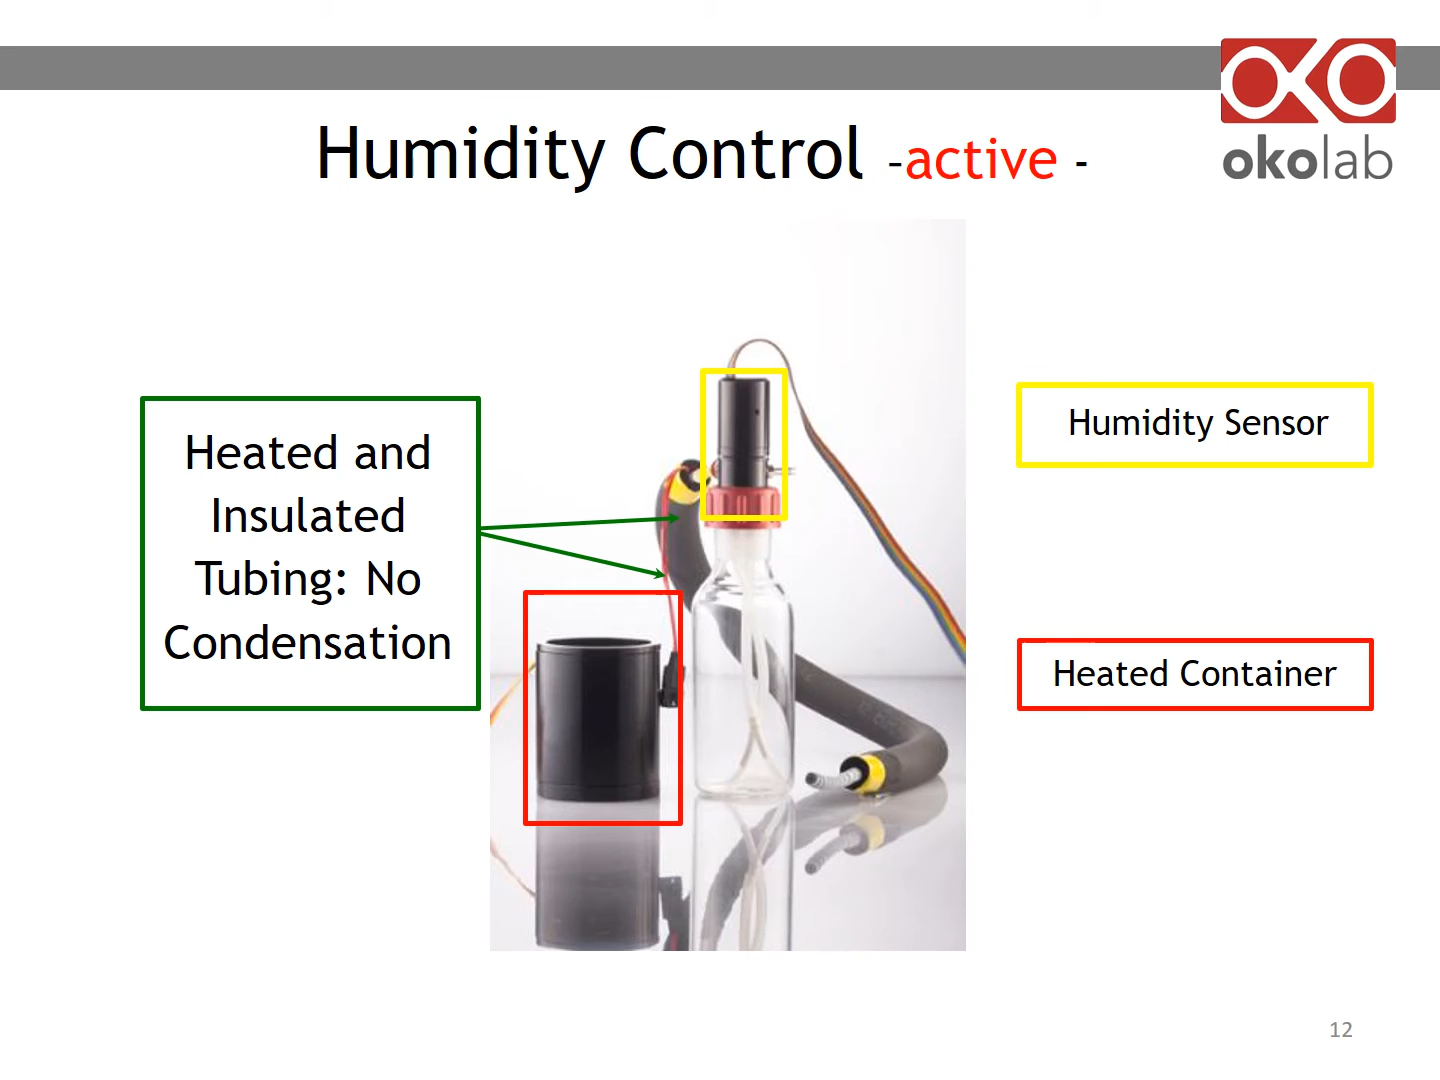 okolab
Humidity Control -active -
Heated and
Insulated
Tubing: No
Condensation
Humidity Sensor
Heated Container
12